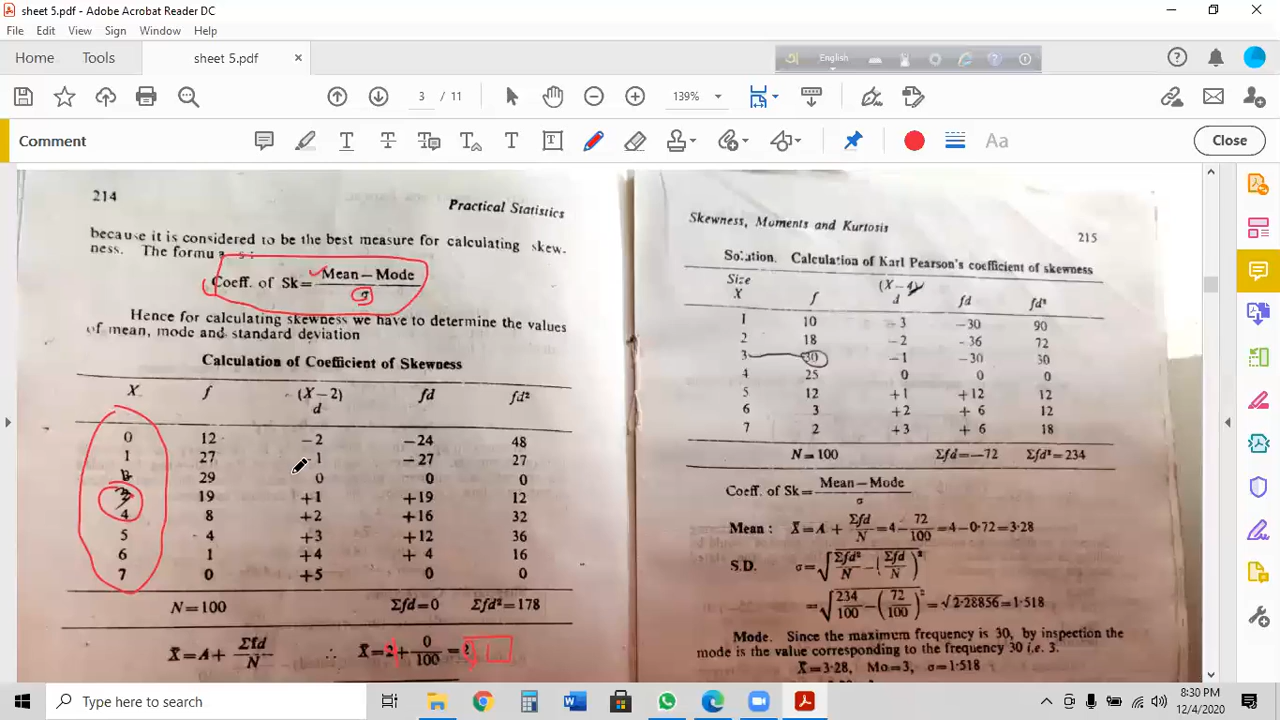 sheet 5.pdf - Adobe Acrobat Reader DC
File Edit View Sign Window Help
Home Tools sheet 5.pdf
English
3 / 11 139%
Comment Close
214 Practical Statistics
because it is considered to be the best measure for calculating skew-
ness. The formu
Coeff. of Sk = Mean − Mode / σ
Hence for calculating skewness we have to determine the values
of mean, mode and standard deviation
Calculation of Coefficient of Skewness
X f (X−2) d fd fd²
0 12 −2 −24 48
1 27 −1 −27 27
29 0 0 0
19 +1 +19 12
4 8 +2 +16 32
5 4 +3 +12 36
6 1 +4 + 4 16
7 0 +5 0 0
N=100 Σfd=0 Σfd²=178
X̄=A+ Σfd / N ∴ X̄=2+ 0 / 100 =
Skewness, Moments and Kurtosis 215
Solution. Calculation of Karl Pearson's coefficient of skewness
Size X f (X−4) d fd fd²
1 10 −3 −30 90
2 18 −2 −36 72
3 30 −1 −30 30
4 25 0 0 0
5 12 +1 +12 12
6 3 +2 + 6 12
7 2 +3 + 6 18
N=100 Σfd=−72 Σfd²=234
Coeff. of Sk = Mean − Mode / σ
Mean : X̄=A + Σfd / N =4 − 72 / 100 =4−0·72=3·28
S.D. σ=√ Σfd² / N − (Σfd / N)²
=√ 234 / 100 − (72 / 100)² =√2·28856=1·518
Mode. Since the maximum frequency is 30, by inspection the
mode is the value corresponding to the frequency 30 i.e. 3.
X̄=3·28, Mo=3, σ=1·518
Type here to search
8:30 PM
12/4/2020